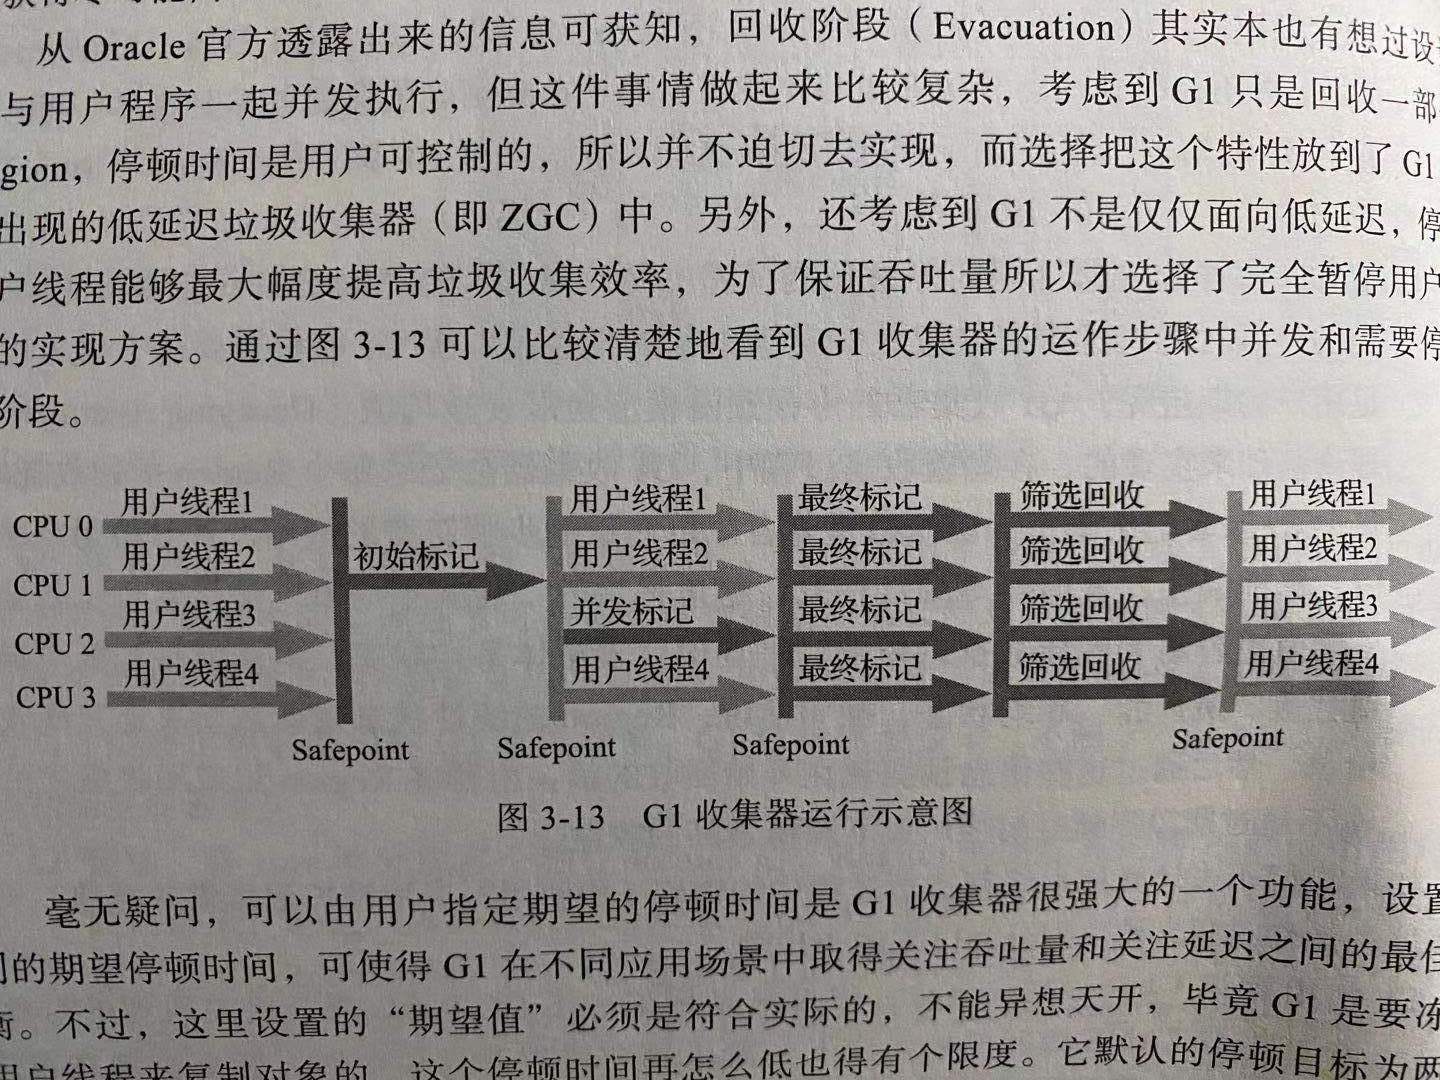 从 Oracle 官方透露出来的信息可获知，回收阶段（Evacuation）其实本也有想过设
与用户程序一起并发执行，但这件事情做起来比较复杂，考虑到 G1 只是回收一部
gion，停顿时间是用户可控制的，所以并不迫切去实现，而选择把这个特性放到了 G1
出现的低延迟垃圾收集器（即 ZGC）中。另外，还考虑到 G1 不是仅仅面向低延迟，停
户线程能够最大幅度提高垃圾收集效率，为了保证吞吐量所以才选择了完全暂停用户
的实现方案。通过图 3-13 可以比较清楚地看到 G1 收集器的运作步骤中并发和需要停
阶段。
CPU 0 用户线程1 用户线程1 最终标记 筛选回收 用户线程1
CPU 1 用户线程2 初始标记 用户线程2 最终标记 筛选回收 用户线程2
CPU 2 用户线程3 并发标记 最终标记 筛选回收 用户线程3
CPU 3 用户线程4 用户线程4 最终标记 筛选回收 用户线程4
Safepoint Safepoint Safepoint Safepoint
图 3-13 G1 收集器运行示意图
毫无疑问，可以由用户指定期望的停顿时间是 G1 收集器很强大的一个功能，设置
的期望停顿时间，可使得 G1 在不同应用场景中取得关注吞吐量和关注延迟之间的最佳
衡。不过，这里设置的“期望值”必须是符合实际的，不能异想天开，毕竟 G1 是要冻
用户线程来复制对象的，这个停顿时间再怎么低也得有个限度。它默认的停顿目标为两